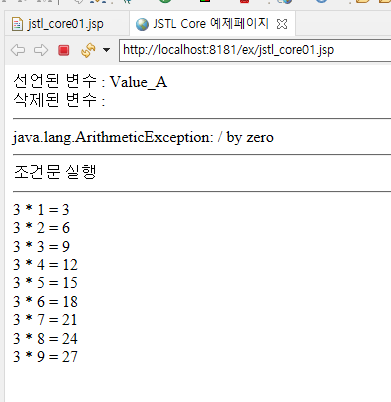 jstl_core01.jsp
JSTL Core 예제페이지
http://localhost:8181/ex/jstl_core01.jsp
선언된 변수 : Value_A
삭제된 변수 :
java.lang.ArithmeticException: / by zero
조건문 실행
3 * 1 = 3
3 * 2 = 6
3 * 3 = 9
3 * 4 = 12
3 * 5 = 15
3 * 6 = 18
3 * 7 = 21
3 * 8 = 24
3 * 9 = 27